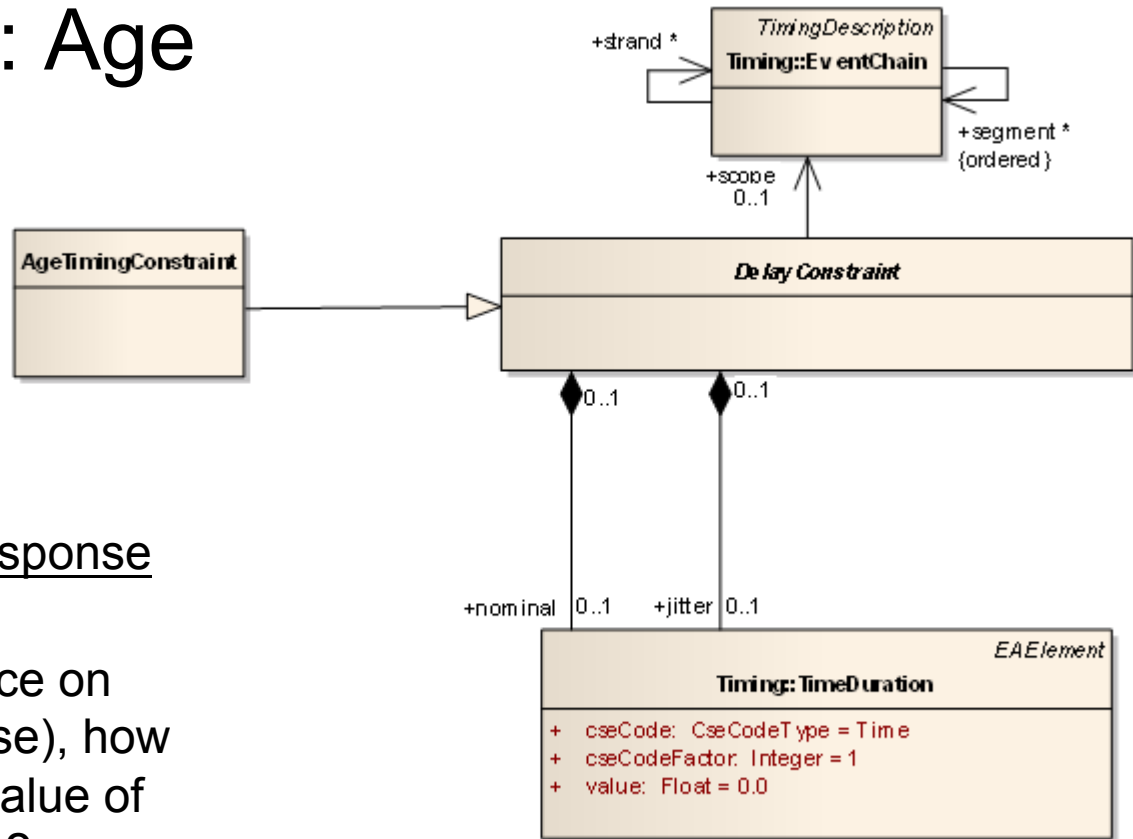 : Age
TimingDescription
+strand *
Timing::EventChain
+segment *
{ordered}
+scope
0..1
AgeTimingConstraint
DelayConstraint
0..1
0..1
sponse
+nominal 0..1
+jitter 0..1
ce on
se), how
alue of
EAElement
Timing::TimeDuration
+ cseCode: CseCodeType = Time
+ cseCodeFactor: Integer = 1
+ value: Float = 0.0